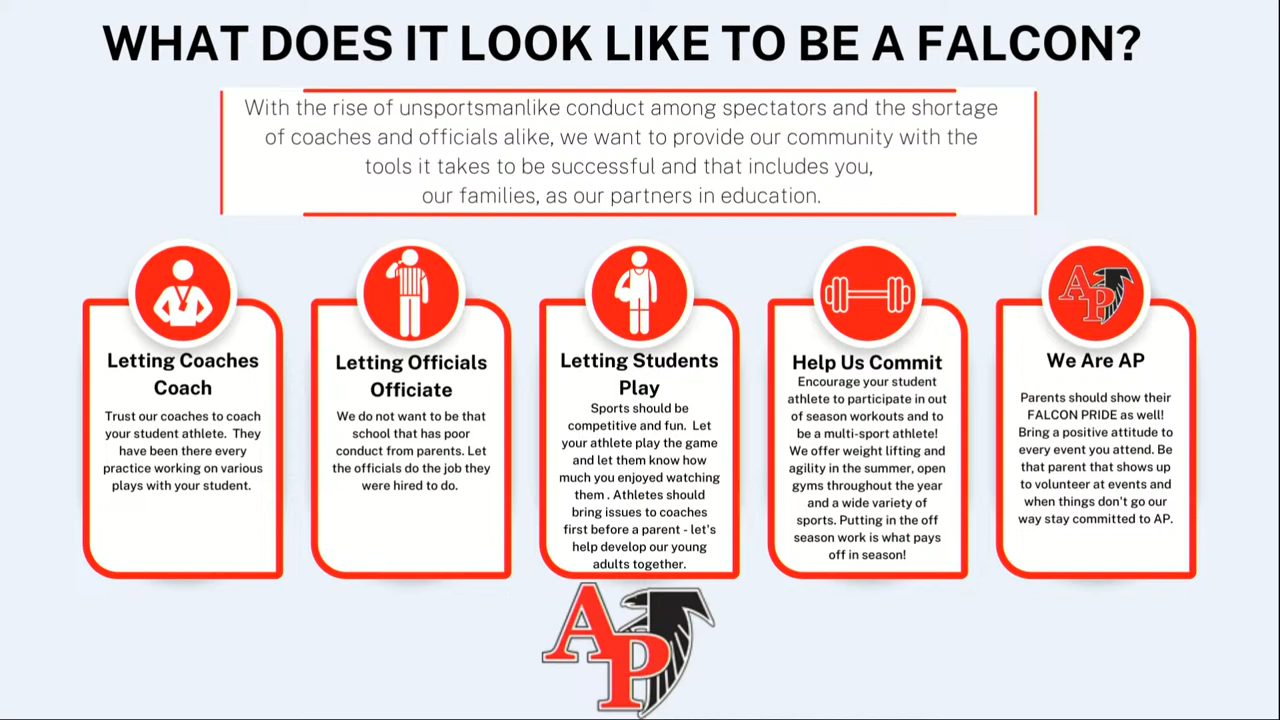 WHAT DOES IT LOOK LIKE TO BE A FALCON?
With the rise of unsportsmanlike conduct among spectators and the shortage
of coaches and officials alike, we want to provide our community with the
tools it takes to be successful and that includes you,
our families, as our partners in education.
Letting Coaches
Coach
Trust our coaches to coach
your student athlete. They
have been there every
practice working on various
plays with your student.
Letting Officials
Officiate
We do not want to be that
school that has poor
conduct from parents. Let
the officials do the job they
were hired to do.
Letting Students
Play
Sports should be
competitive and fun. Let
your athlete play the game
and let them know how
much you enjoyed watching
them . Athletes should
bring issues to coaches
first before a parent - let's
help develop our young
adults together.
Help Us Commit
Encourage your student
athlete to participate in out
of season workouts and to
be a multi-sport athlete!
We offer weight lifting and
agility in the summer, open
gyms throughout the year
and a wide variety of
sports. Putting in the off
season work is what pays
off in season!
AP
We Are AP
Parents should show their
FALCON PRIDE as well!
Bring a positive attitude to
every event you attend. Be
that parent that shows up
to volunteer at events and
when things don't go our
way stay committed to AP.
AP